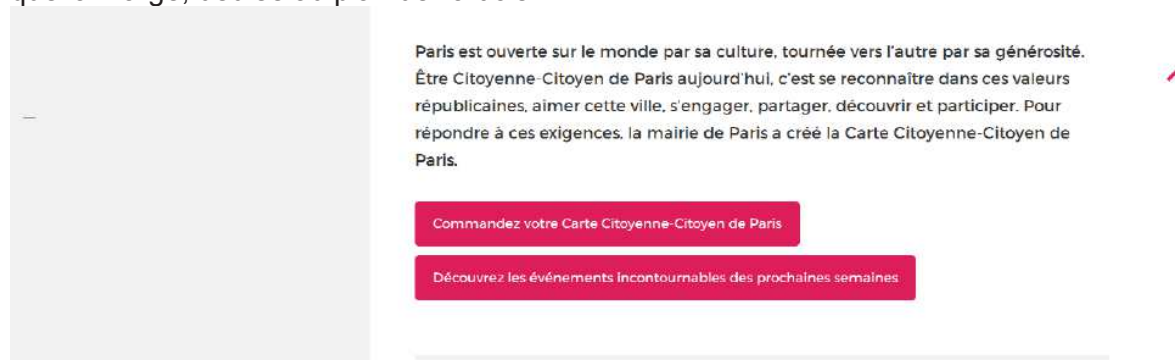 Paris est ouverte sur le monde par sa culture, tournée vers l'autre par sa générosité.
Être Citoyenne-Citoyen de Paris aujourd'hui, c'est se reconnaître dans ces valeurs
républicaines, aimer cette ville, s'engager, partager, découvrir et participer. Pour
répondre à ces exigences, la mairie de Paris a créé la Carte Citoyenne-Citoyen de
Paris.
Commandez votre Carte Citoyenne-Citoyen de Paris
Découvrez les événements incontournables des prochaines semaines